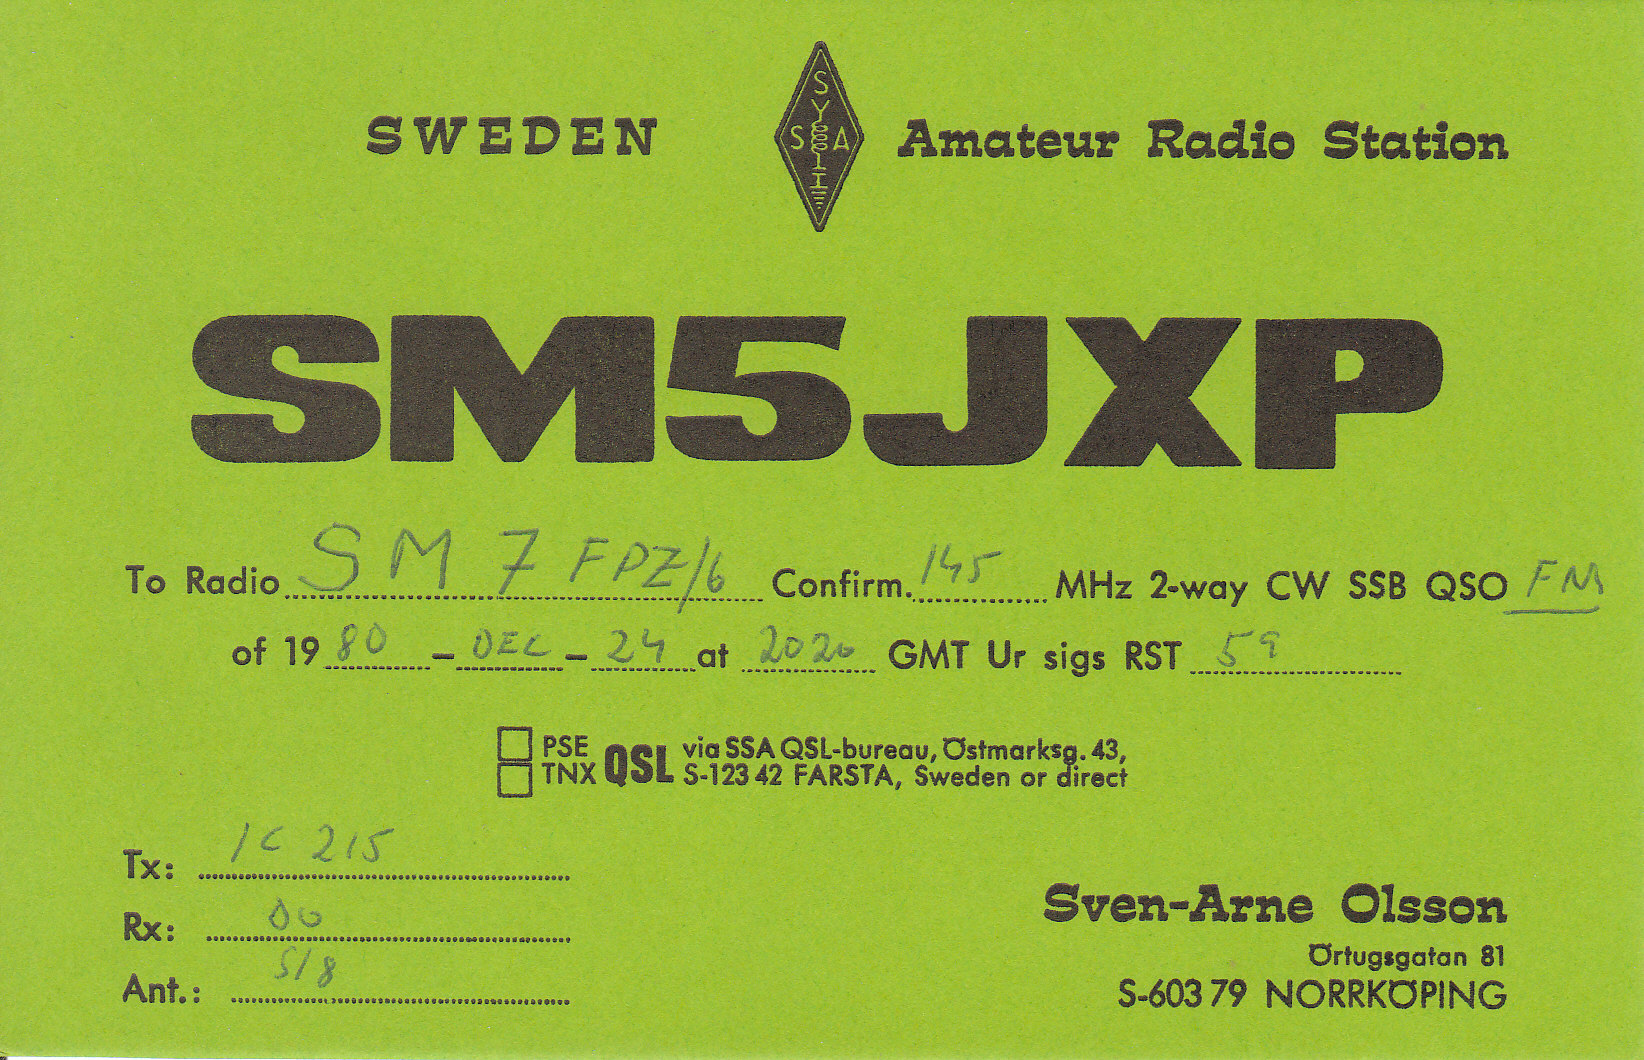 SWEDEN SSA Amateur Radio Station
SM5JXP
To Radio SM7FPZ/6 Confirm. 145 MHz 2-way CW SSB QSO FM
of 1980 – DEC – 24 at 2020 GMT Ur sigs RST 59
PSE QSL via SSA QSL-bureau, Östmarksg. 43,
TNX S-123 42 FARSTA, Sweden or direct
Tx: IC 215
Rx: DO
Ant.: 5/8
Sven-Arne Olsson
Örtugsgatan 81
S-603 79 NORRKÖPING